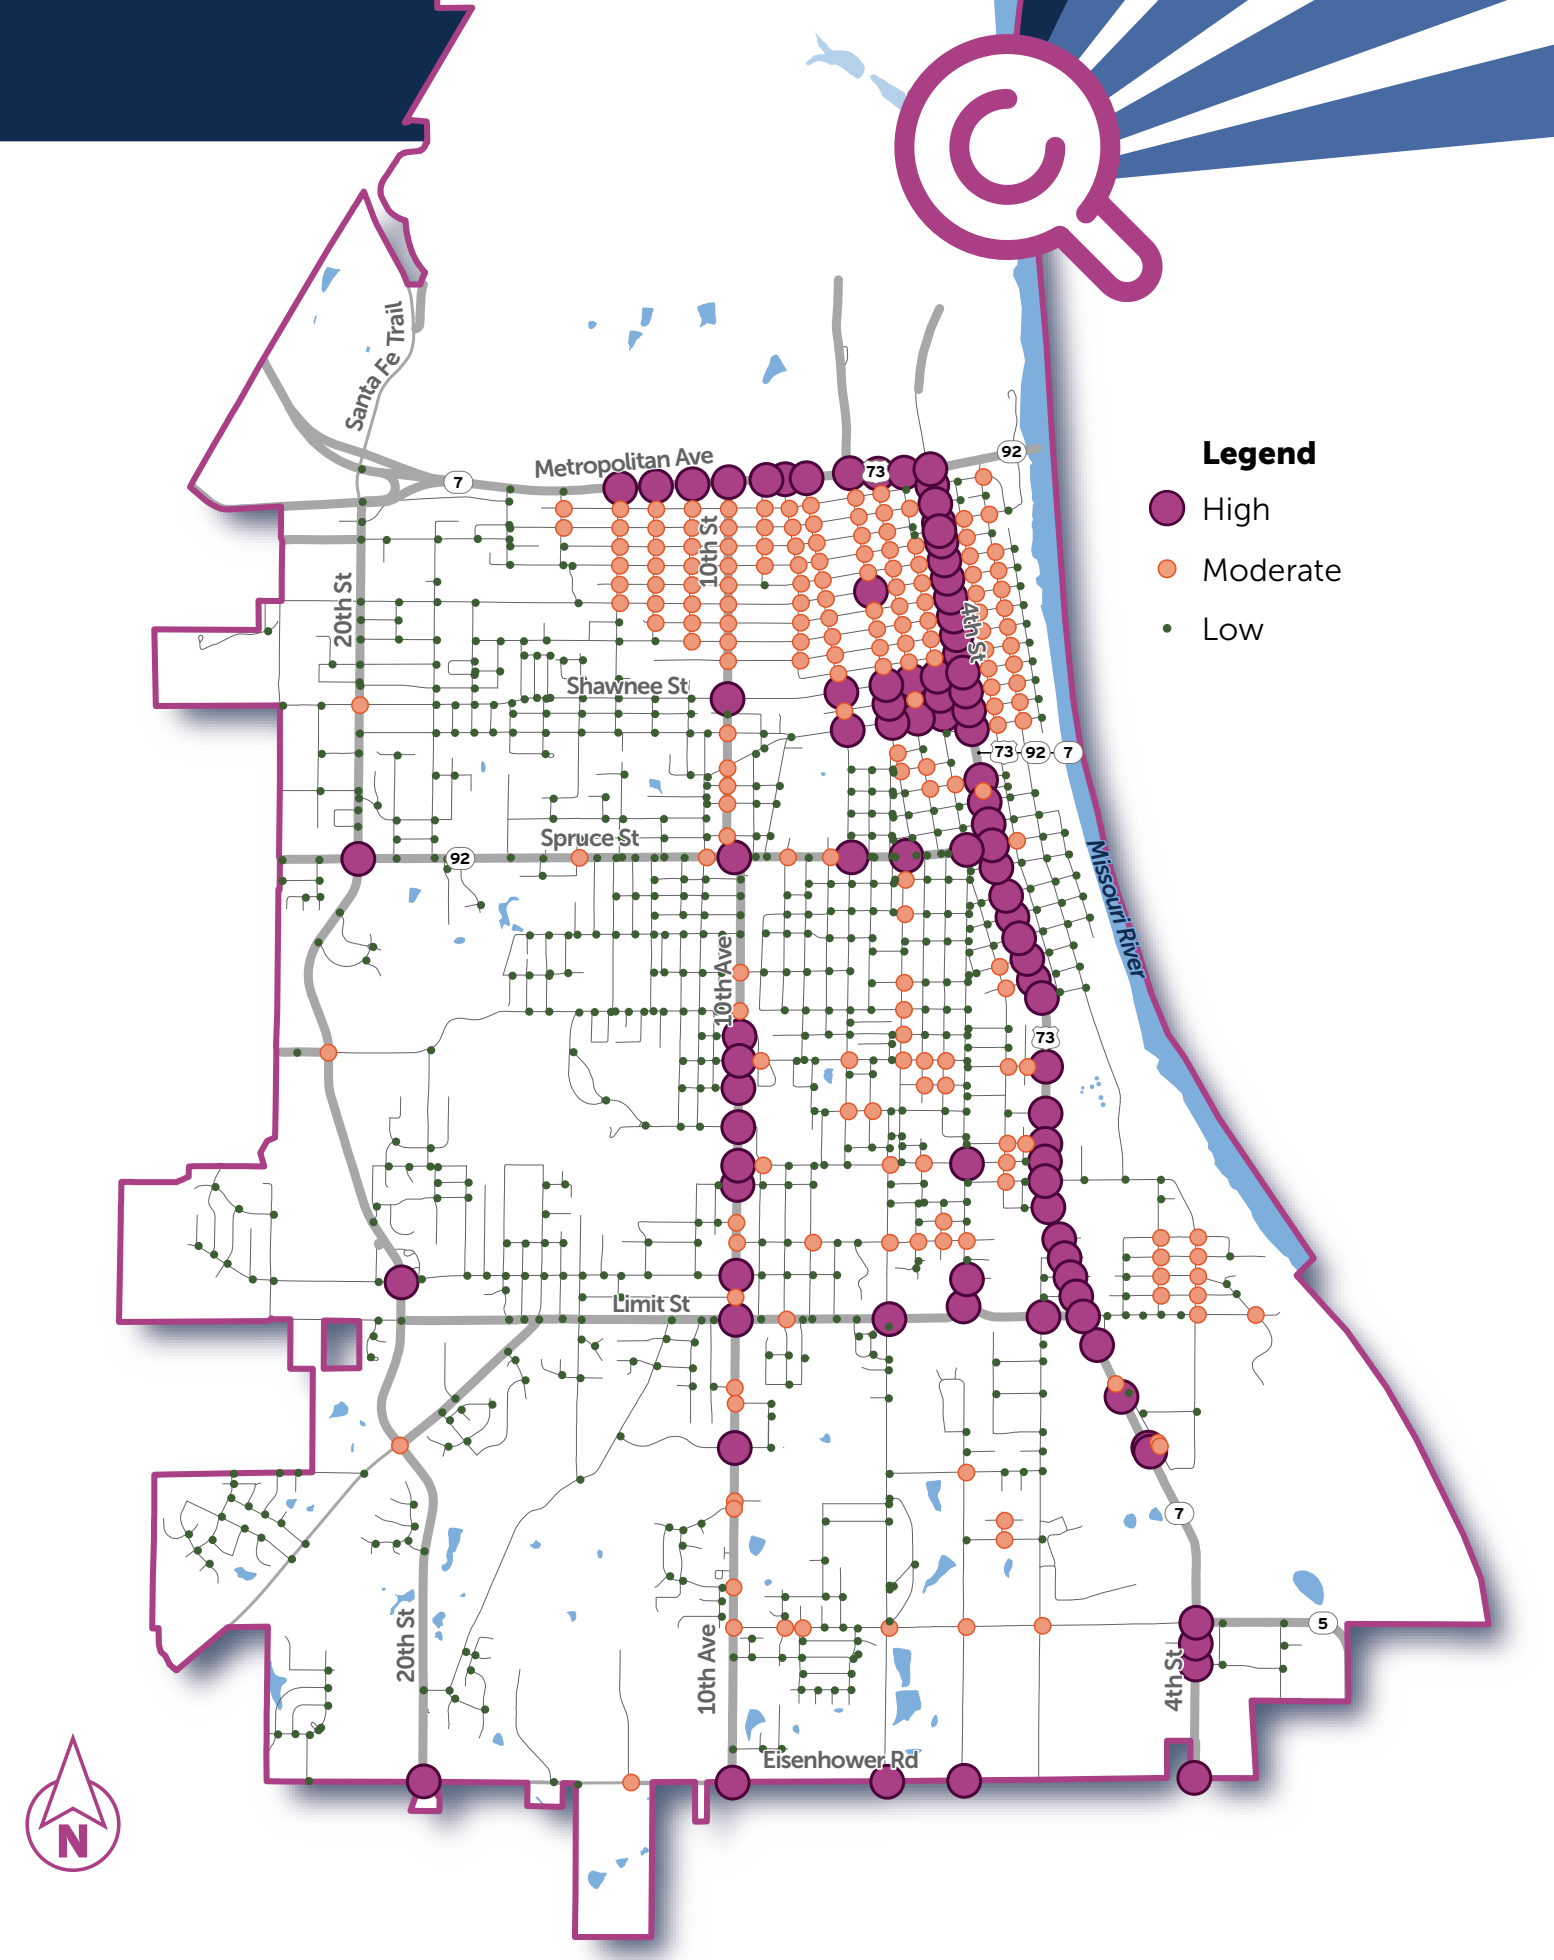 Santa Fe Trail
92
Metropolitan Ave
73
7
Legend
High
Moderate
Low
10th St
20th St
4th St
Shawnee St
73
92
7
Spruce St
92
Missouri River
10th Ave
73
Limit St
7
5
20th St
10th Ave
4th St
Eisenhower Rd
N